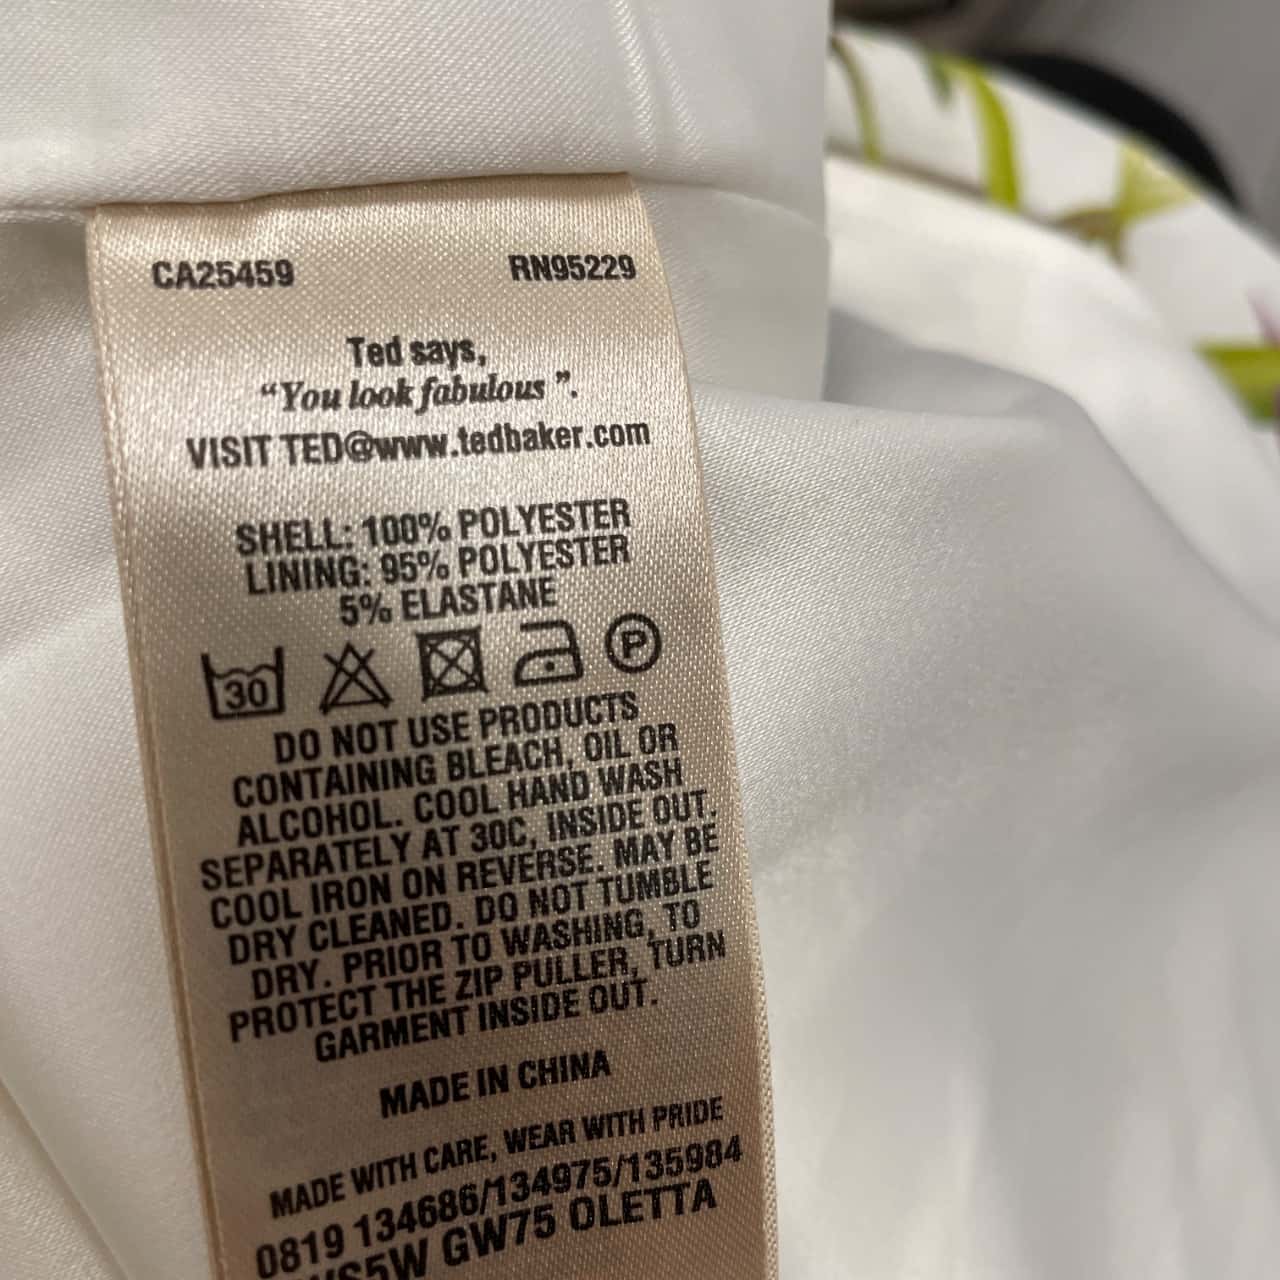 CA25459 RN95229
Ted says,
“You look fabulous”.
VISIT TED@www.tedbaker.com
SHELL: 100% POLYESTER
LINING: 95% POLYESTER
5% ELASTANE
30 P
DO NOT USE PRODUCTS
CONTAINING BLEACH, OIL OR
ALCOHOL. COOL HAND WASH
SEPARATELY AT 30C, INSIDE OUT.
COOL IRON ON REVERSE. MAY BE
DRY CLEANED. DO NOT TUMBLE
DRY. PRIOR TO WASHING, TO
PROTECT THE ZIP PULLER, TURN
GARMENT INSIDE OUT.
MADE IN CHINA
MADE WITH CARE, WEAR WITH PRIDE
0819 134686/134975/135984
GW75 OLETTA